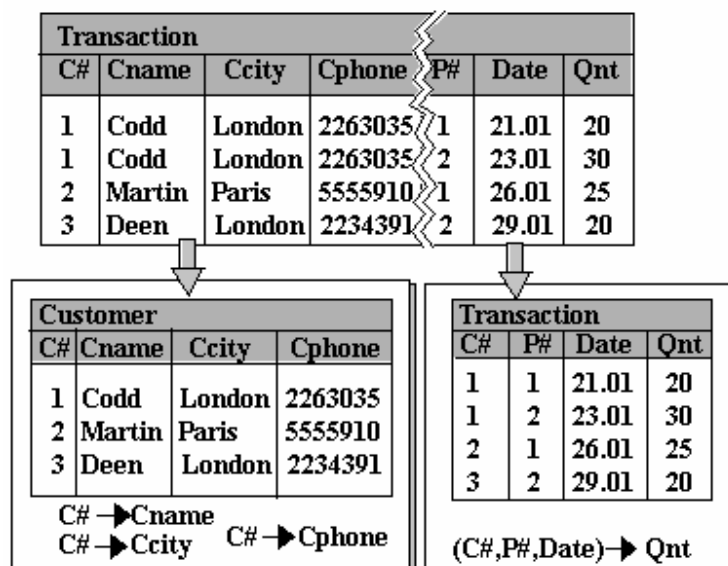 Transaction
C# Cname Ccity Cphone P# Date Qnt
1 Codd London 2263035 1 21.01 20
1 Codd London 2263035 2 23.01 30
2 Martin Paris 5555910 1 26.01 25
3 Deen London 2234391 2 29.01 20
Customer
C# Cname Ccity Cphone
1 Codd London 2263035
2 Martin Paris 5555910
3 Deen London 2234391
C# → Cname
C# → Ccity
C# → Cphone
Transaction
C# P# Date Qnt
1 1 21.01 20
1 2 23.01 30
2 1 26.01 25
3 2 29.01 20
(C#,P#,Date) → Qnt